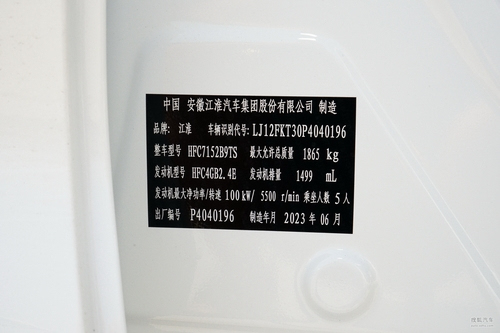 中国 安徽江淮汽车集团股份有限公司 制造
品牌: 江淮 车辆识别代号: LJ12FKT30P4040196
整车型号 HFC7152B9TS 最大允许总质量 1865 kg
发动机型号 HFC4GB2.4E 发动机排量 1499 mL
发动机最大净功率/转速 100 kW/ 5500 r/min 乘坐人数 5 人
出厂编号 P4040196 制造年月 2023 年 06 月
搜狐汽车